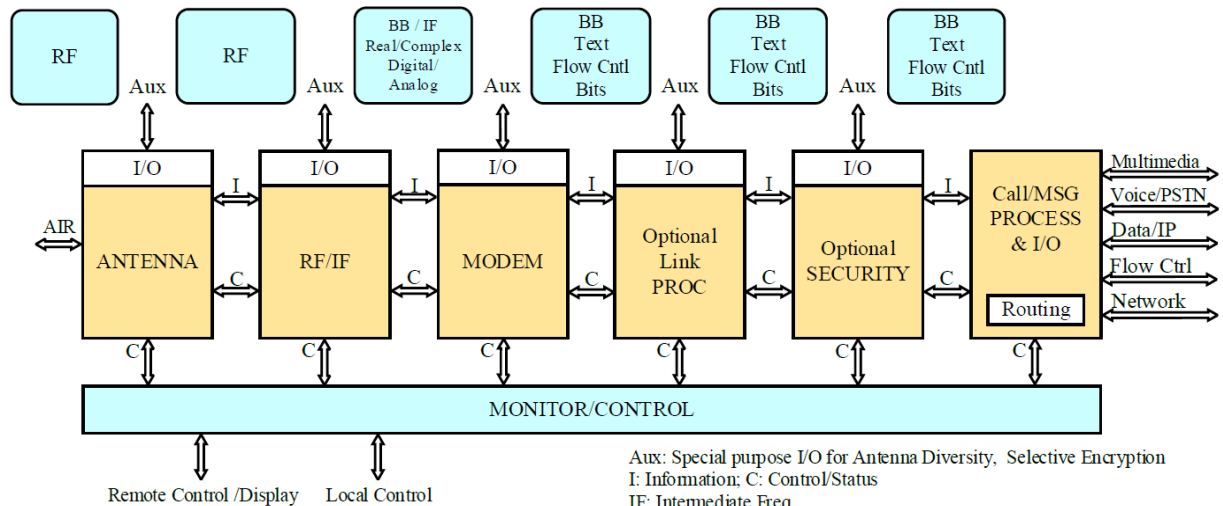 RF
RF
BB / IF
Real/Complex
Digital/
Analog
BB
Text
Flow Cntl
Bits
BB
Text
Flow Cntl
Bits
BB
Text
Flow Cntl
Bits
Aux
Aux
Aux
Aux
Aux
I/O
I/O
I/O
I/O
I/O
I
I
I
I
I
AIR
ANTENNA
RF/IF
MODEM
Optional
Link
PROC
Optional
SECURITY
Call/MSG
PROCESS
& I/O
Routing
Multimedia
Voice/PSTN
Data/IP
Flow Ctrl
Network
C
C
C
C
C
C
C
C
C
C
C
MONITOR/CONTROL
Remote Control /Display
Local Control
Aux: Special purpose I/O for Antenna Diversity, Selective Encryption
I: Information; C: Control/Status
IF: Intermediate Freq